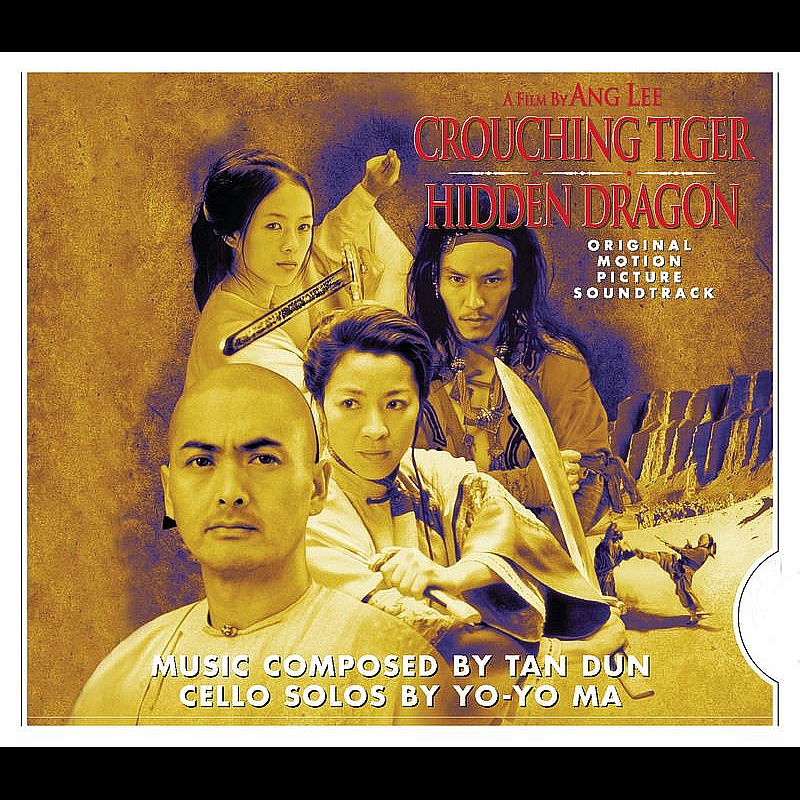 A FILM BY ANG LEE
CROUCHING TIGER
HIDDEN DRAGON
ORIGINAL
MOTION
PICTURE
SOUNDTRACK
MUSIC COMPOSED BY TAN DUN
CELLO SOLOS BY YO-YO MA